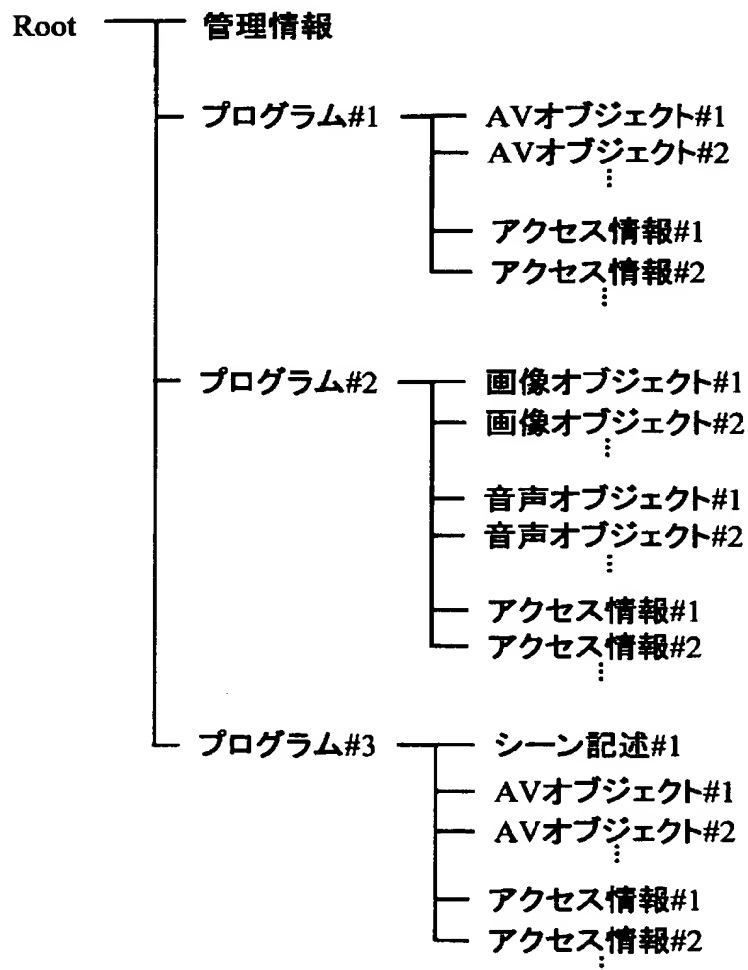 Root 管理情報
プログラム#1 AVオブジェクト#1
AVオブジェクト#2
⋮
アクセス情報#1
アクセス情報#2
⋮
プログラム#2 画像オブジェクト#1
画像オブジェクト#2
⋮
音声オブジェクト#1
音声オブジェクト#2
⋮
アクセス情報#1
アクセス情報#2
⋮
プログラム#3 シーン記述#1
AVオブジェクト#1
AVオブジェクト#2
⋮
アクセス情報#1
アクセス情報#2
⋮